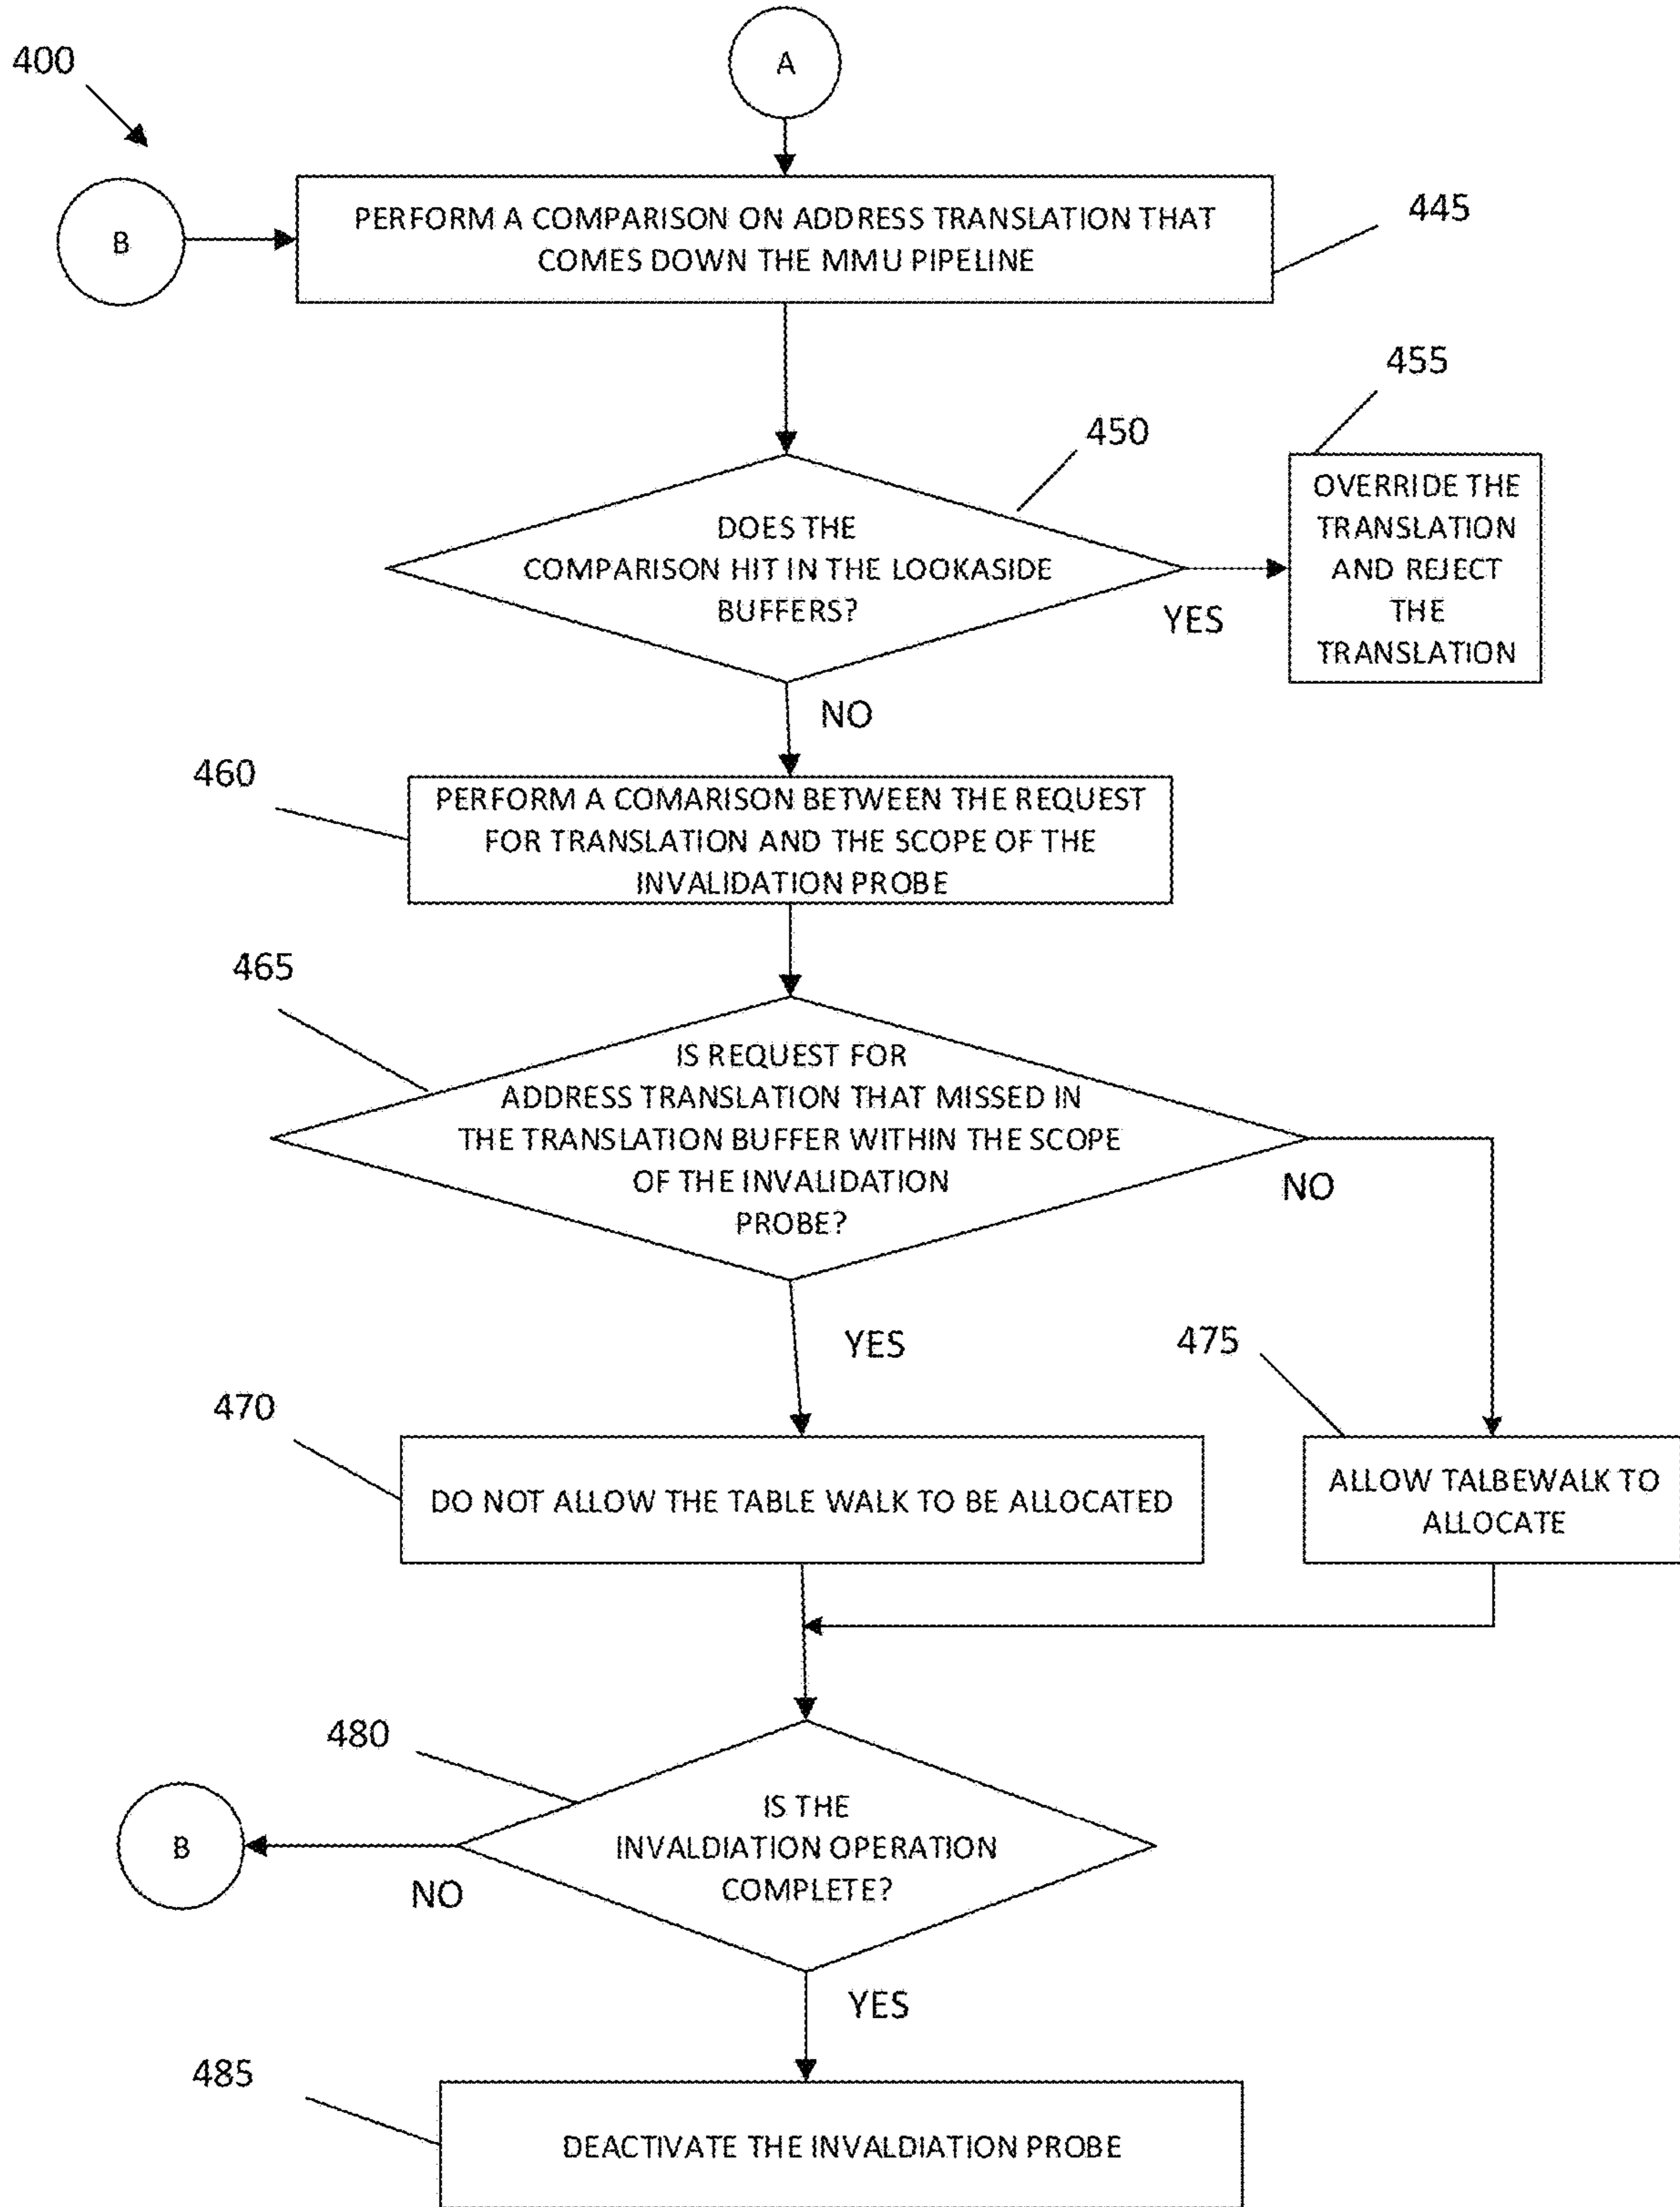 400
A
B
PERFORM A COMPARISON ON ADDRESS TRANSLATION THAT
COMES DOWN THE MMU PIPELINE
445
455
450
DOES THE
COMPARISON HIT IN THE LOOKASIDE
BUFFERS?
YES
OVERRIDE THE
TRANSLATION
AND REJECT
THE
TRANSLATION
NO
460
PERFORM A COMARISON BETWEEN THE REQUEST
FOR TRANSLATION AND THE SCOPE OF THE
INVALIDATION PROBE
465
IS REQUEST FOR
ADDRESS TRANSLATION THAT MISSED IN
THE TRANSLATION BUFFER WITHIN THE SCOPE
OF THE INVALIDATION
PROBE?
NO
YES
475
470
DO NOT ALLOW THE TABLE WALK TO BE ALLOCATED
ALLOW TALBEWALK TO
ALLOCATE
480
IS THE
INVALDIATION OPERATION
COMPLETE?
B
NO
YES
485
DEACTIVATE THE INVALDIATION PROBE